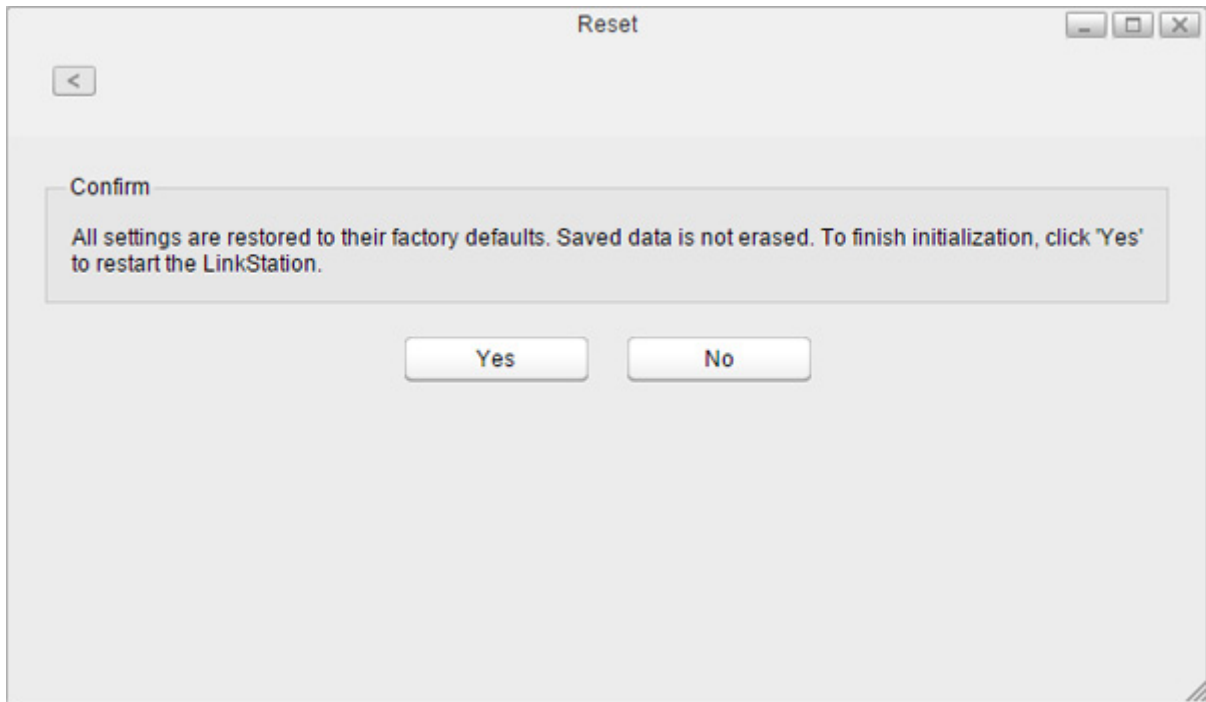 Reset
<
Confirm
All settings are restored to their factory defaults. Saved data is not erased. To finish initialization, click 'Yes'
to restart the LinkStation.
Yes No